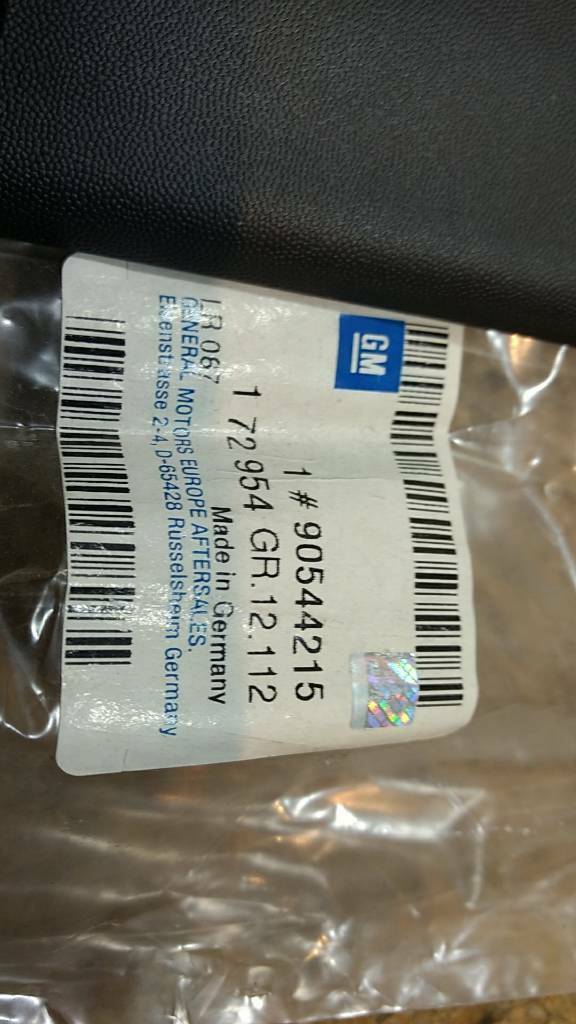 GM
1 # 90544215
1 72 954 GR.12.112
Made in Germany
LR 067
GENERAL MOTORS EUROPE AFTERSALES.
2-4, D-65428 Russelsheim Germany